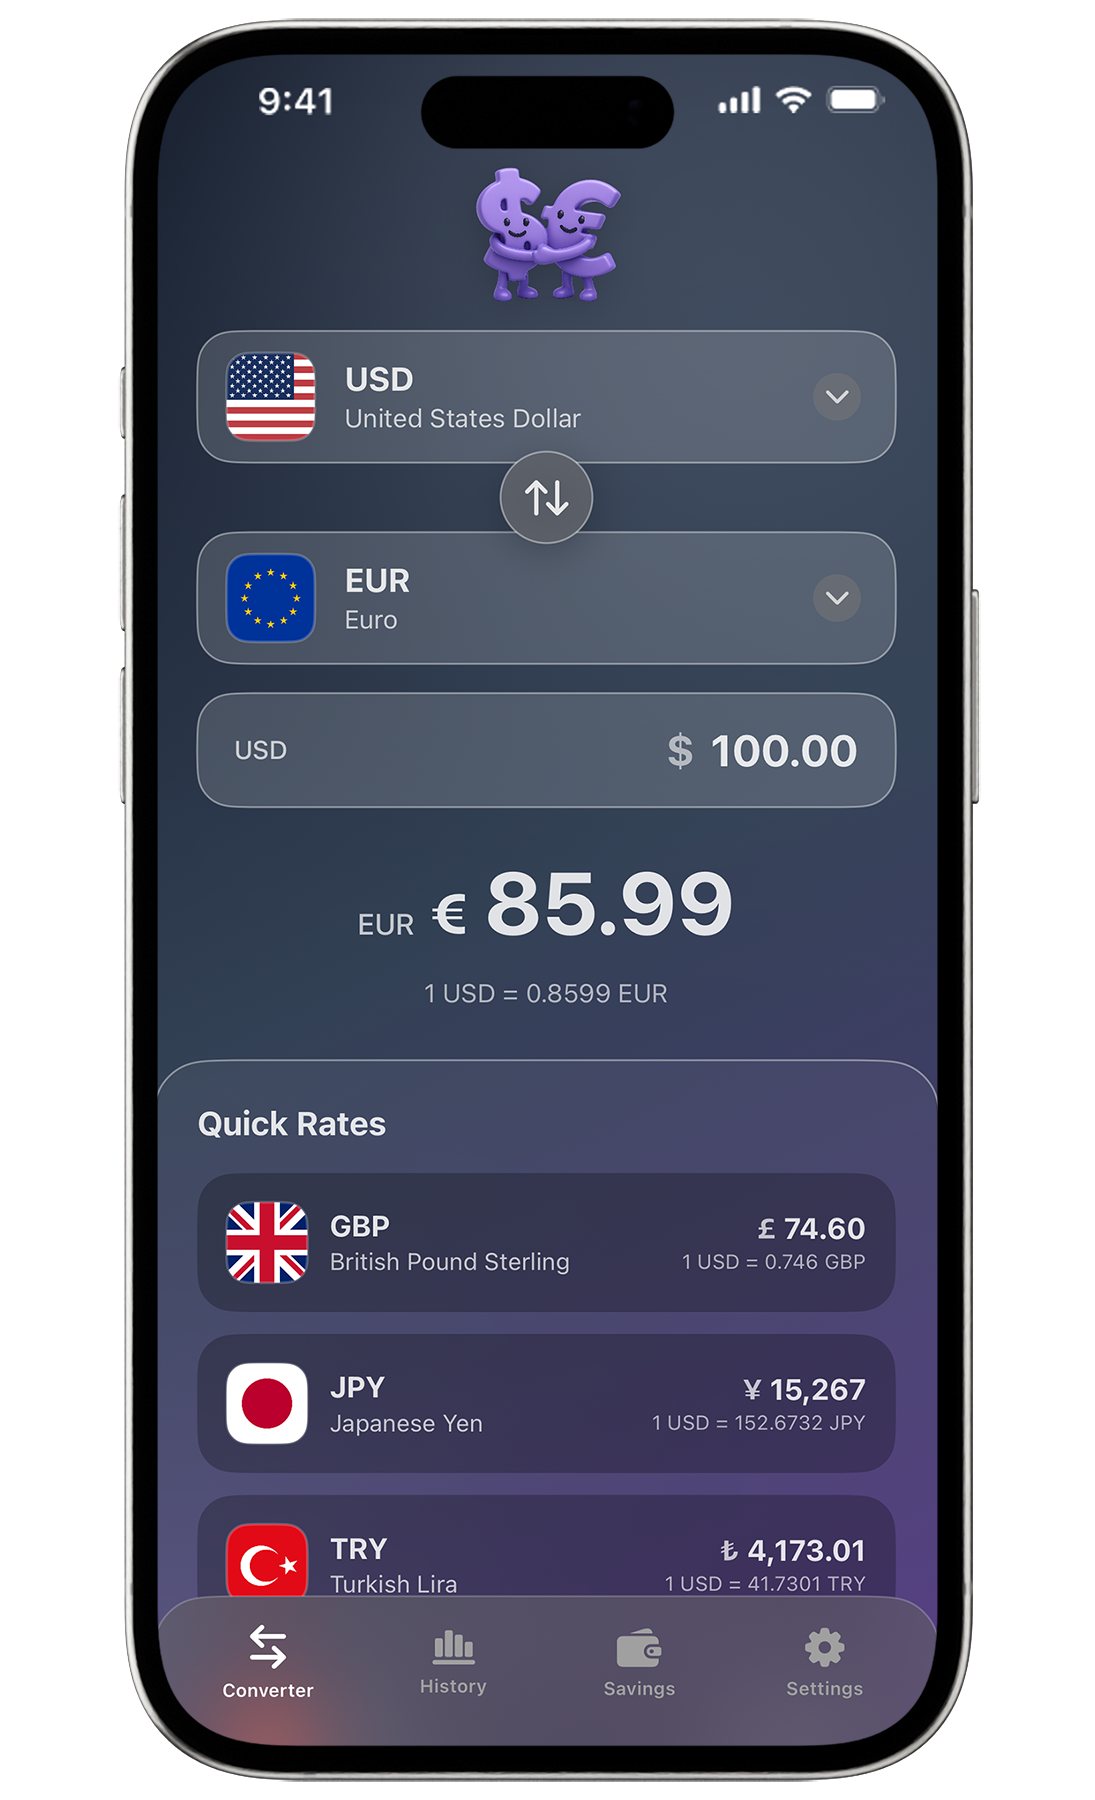 9:41
USD
United States Dollar
EUR
Euro
USD
$ 100.00
EUR € 85.99
1 USD = 0.8599 EUR
Quick Rates
GBP
£ 74.60
British Pound Sterling
1 USD = 0.746 GBP
JPY
¥ 15,267
Japanese Yen
1 USD = 152.6732 JPY
TRY
₺ 4,173.01
Turkish Lira
1 USD = 41.7301 TRY
Converter
History
Savings
Settings